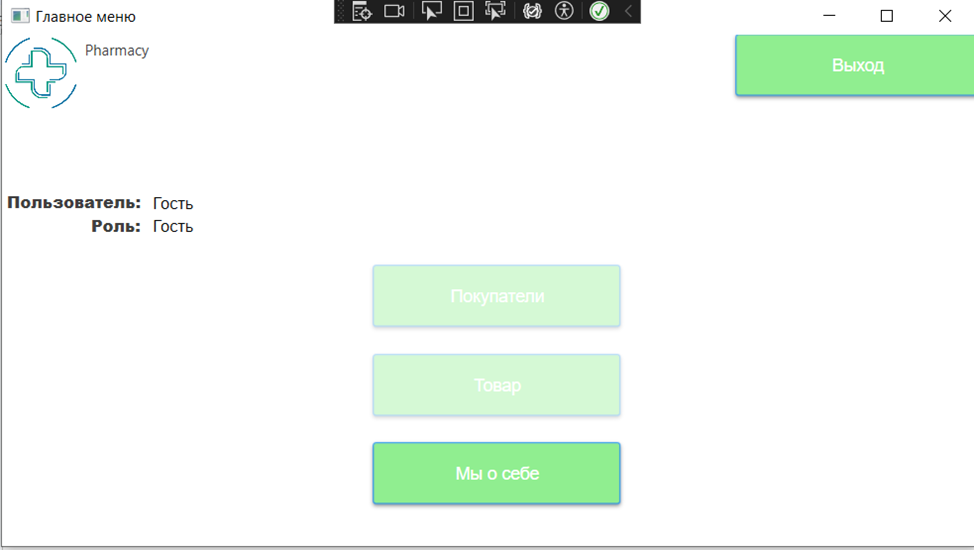 Главное меню
Pharmacy
Выход
Пользователь: Гость
Роль: Гость
Покупатели
Товар
Мы о себе